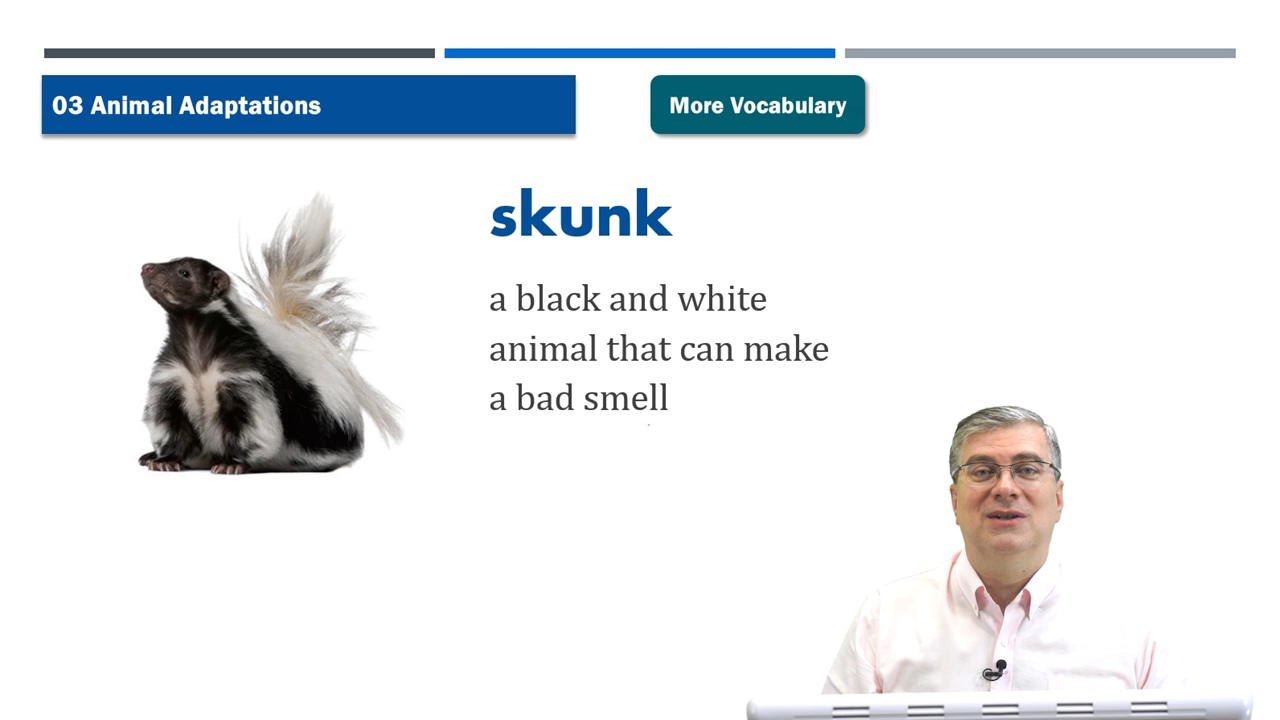 03 Animal Adaptations
More Vocabulary
skunk
a black and white
animal that can make
a bad smell